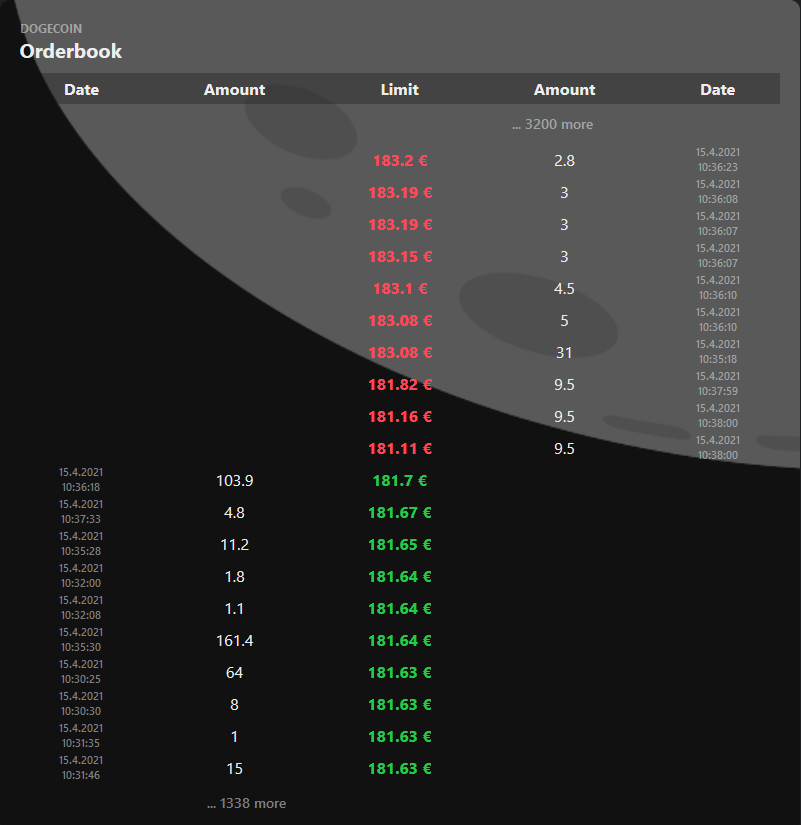 DOGECOIN
Orderbook
Date Amount Limit Amount Date
... 3200 more
183.2 € 2.8 15.4.2021 10:36:23
183.19 € 3 15.4.2021 10:36:08
183.19 € 3 15.4.2021 10:36:07
183.15 € 3 15.4.2021 10:36:07
183.1 € 4.5 15.4.2021 10:36:10
183.08 € 5 15.4.2021 10:36:10
183.08 € 31 15.4.2021 10:35:18
181.82 € 9.5 15.4.2021 10:37:59
181.16 € 9.5 15.4.2021 10:38:00
181.11 € 9.5 15.4.2021 10:38:00
15.4.2021 10:36:18 103.9 181.7 €
15.4.2021 10:37:33 4.8 181.67 €
15.4.2021 10:35:28 11.2 181.65 €
15.4.2021 10:32:00 1.8 181.64 €
15.4.2021 10:32:08 1.1 181.64 €
15.4.2021 10:35:30 161.4 181.64 €
15.4.2021 10:30:25 64 181.63 €
15.4.2021 10:30:30 8 181.63 €
15.4.2021 10:31:35 1 181.63 €
15.4.2021 10:31:46 15 181.63 €
... 1338 more